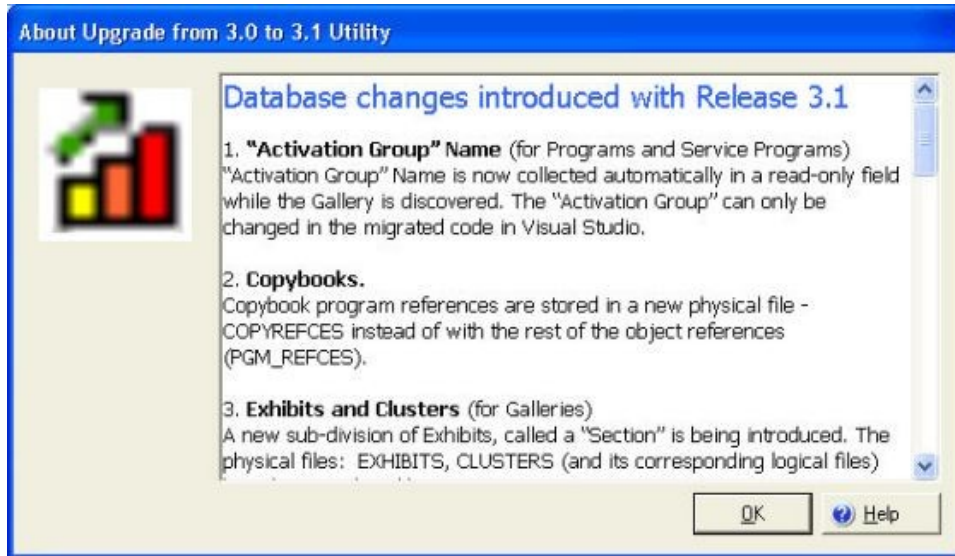 About Upgrade from 3.0 to 3.1 Utility
Database changes introduced with Release 3.1
1. “Activation Group” Name (for Programs and Service Programs)
“Activation Group” Name is now collected automatically in a read-only field
while the Gallery is discovered. The “Activation Group” can only be
changed in the migrated code in Visual Studio.
2. Copybooks.
Copybook program references are stored in a new physical file -
COPYREFCES instead of with the rest of the object references
(PGM_REFCES).
3. Exhibits and Clusters (for Galleries)
A new sub-division of Exhibits, called a “Section” is being introduced. The
physical files: EXHIBITS, CLUSTERS (and its corresponding logical files)
OK
Help